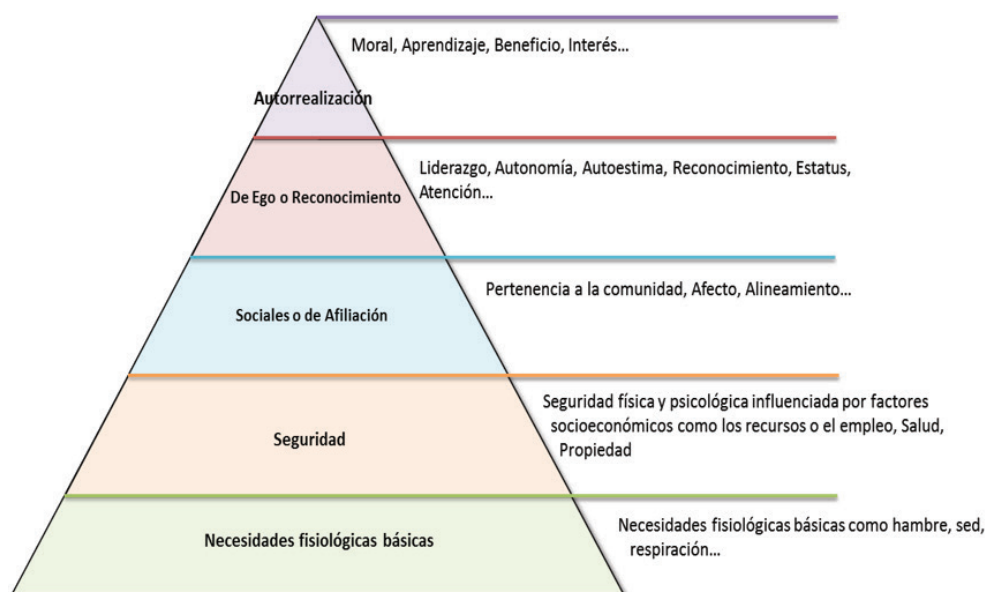 Moral, Aprendizaje, Beneficio, Interés...
Autorrealización
Liderazgo, Autonomía, Autoestima, Reconocimiento, Estatus,
Atención...
De Ego o Reconocimiento
Pertenencia a la comunidad, Afecto, Alineamiento...
Sociales o de Afiliación
Seguridad física y psicológica influenciada por factores
socioeconómicos como los recursos o el empleo, Salud,
Propiedad
Seguridad
Necesidades fisiológicas básicas como hambre, sed,
respiración...
Necesidades fisiológicas básicas